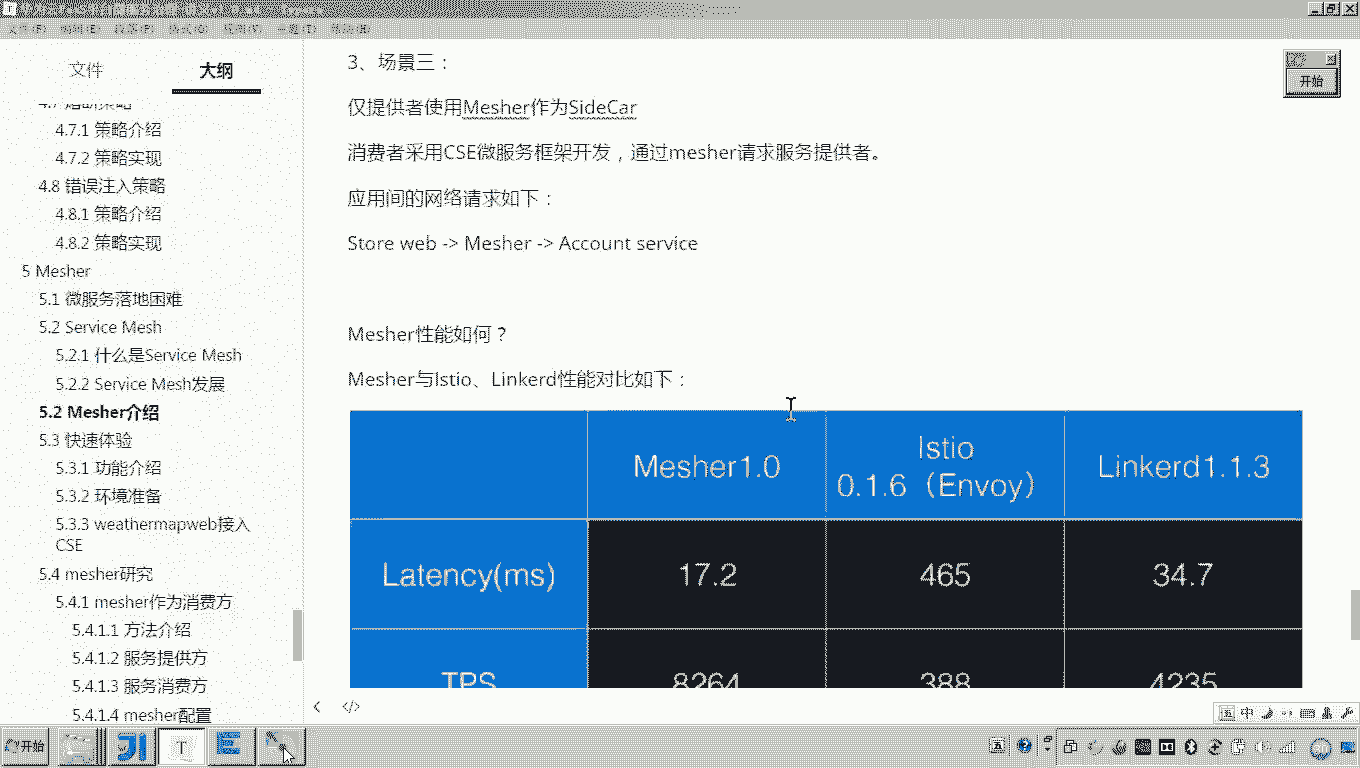 文件
大纲
4.7.1 策略介绍
4.7.2 策略实现
4.8 错误注入策略
4.8.1 策略介绍
4.8.2 策略实现
5 Mesher
5.1 微服务落地困难
5.2 Service Mesh
5.2.1 什么是Service Mesh
5.2.2 Service Mesh发展
5.2 Mesher介绍
5.3 快速体验
5.3.1 功能介绍
5.3.2 环境准备
5.3.3 weathermapweb接入
CSE
5.4 mesher研究
5.4.1 mesher作为消费方
5.4.1.1 方法介绍
5.4.1.2 服务提供方
5.4.1.3 服务消费方
5.4.1.4 mesher配置
3、场景三：
仅提供者使用Mesher作为SideCar
消费者采用CSE微服务框架开发，通过mesher请求服务提供者。
应用间的网络请求如下：
Store web -> Mesher -> Account service
Mesher性能如何？
Mesher与Istio、Linkerd性能对比如下：
Mesher1.0
Istio
0.1.6（Envoy）
Linkerd1.1.3
Latency(ms)
17.2
465
34.7
TPS
8264
388
4235
开始
</> 
开始
中